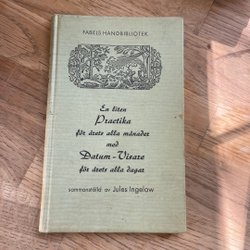 FABELS HANDBIBLIOTEK
En liten
Practika
för årets alla månader
med
Datum-Visare
för årets alla dagar
sammanställd av Jules Ingelow